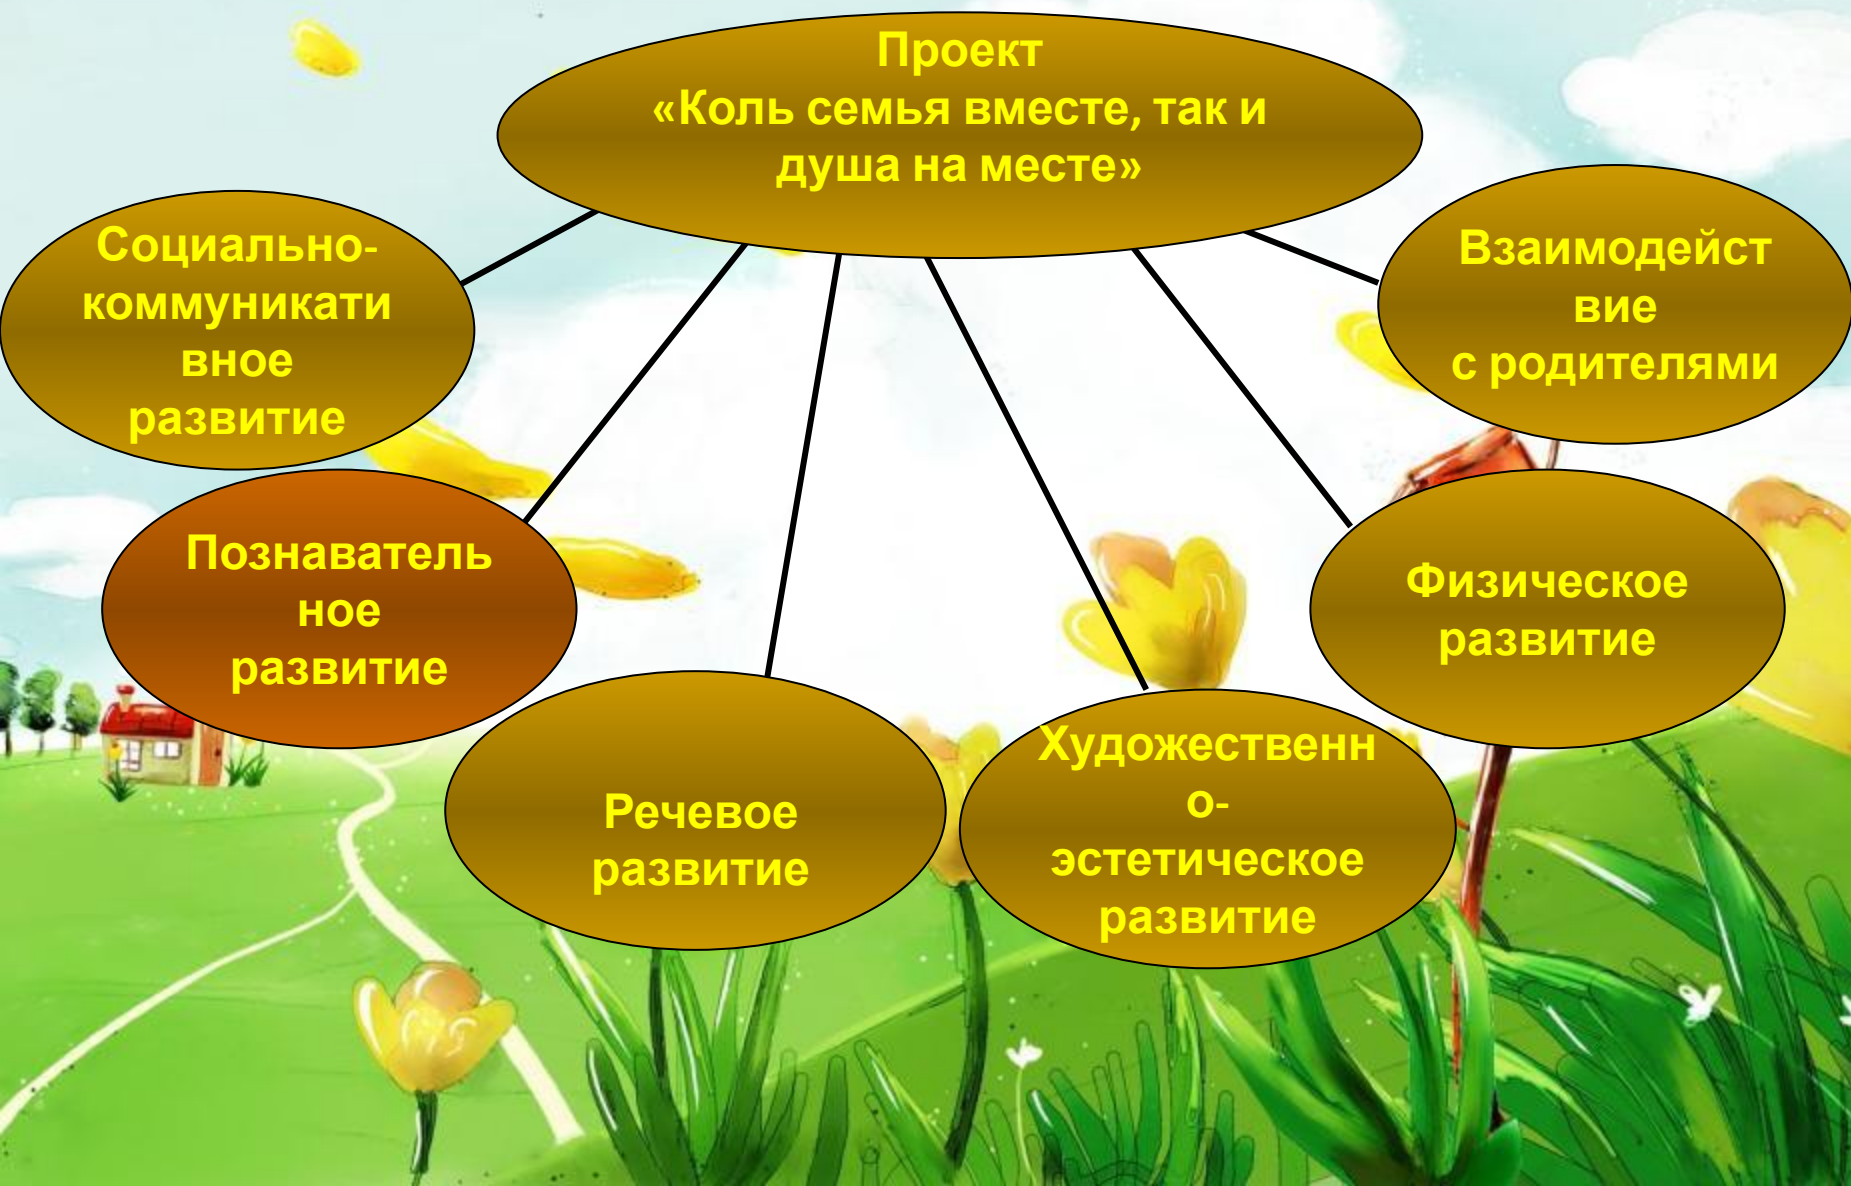 Проект
«Коль семья вместе, так и
душа на месте»
Социально-
коммуникати
вное
развитие
Взаимодейст
вие
с родителями
Познаватель
ное
развитие
Физическое
развитие
Речевое
развитие
Художественн
о-
эстетическое
развитие